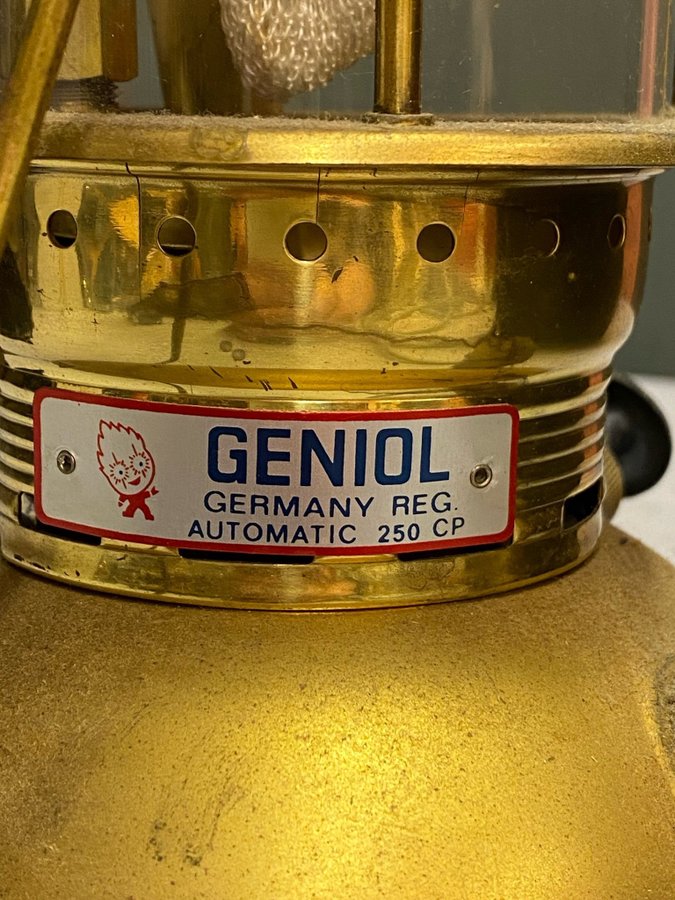 GENIOL
GERMANY REG.
AUTOMATIC 250 CP